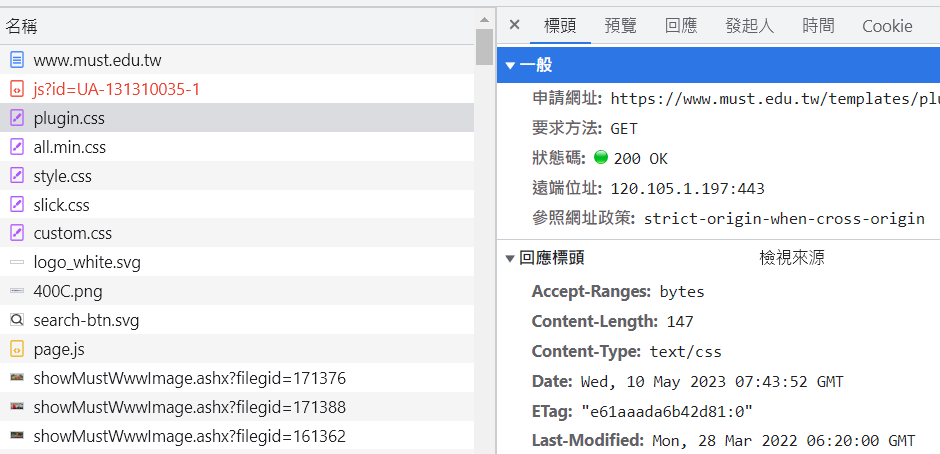 名稱
www.must.edu.tw
js?id=UA-131310035-1
plugin.css
all.min.css
style.css
slick.css
custom.css
logo_white.svg
400C.png
search-btn.svg
page.js
showMustWwwImage.ashx?filegid=171376
showMustWwwImage.ashx?filegid=171388
showMustWwwImage.ashx?filegid=161362
× 標頭 預覽 回應 發起人 時間 Cookie
▼一般
申請網址: https://www.must.edu.tw/templates/plu
要求方法: GET
狀態碼: 200 OK
遠端位址: 120.105.1.197:443
參照網址政策: strict-origin-when-cross-origin
▼回應標頭 檢視來源
Accept-Ranges: bytes
Content-Length: 147
Content-Type: text/css
Date: Wed, 10 May 2023 07:43:52 GMT
ETag: "e61aaada6b42d81:0"
Last-Modified: Mon, 28 Mar 2022 06:20:00 GMT